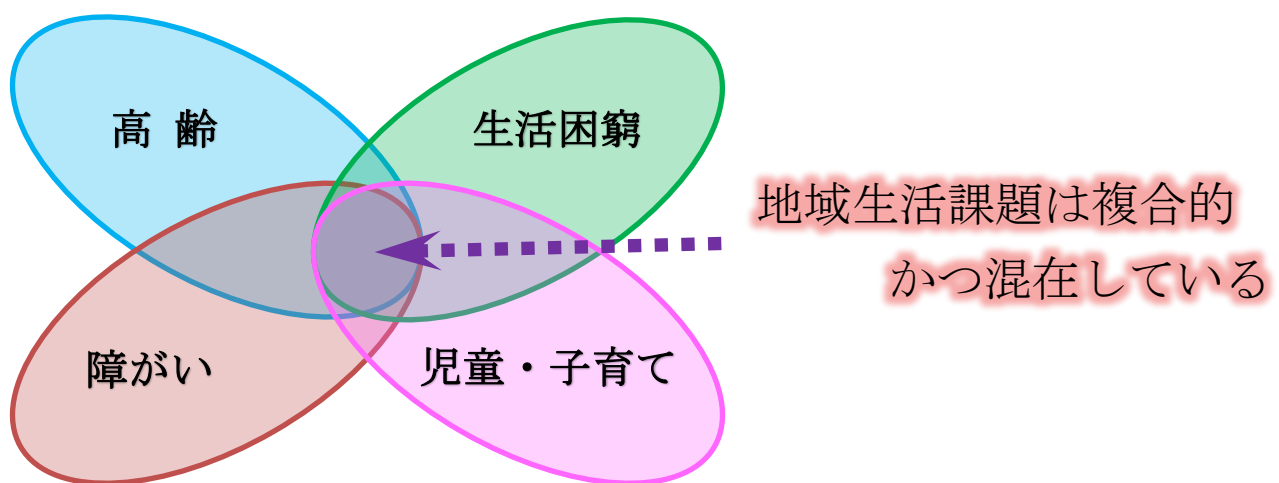 高 齢
生活困窮
地域生活課題は複合的
かつ混在している
障がい
児童・子育て